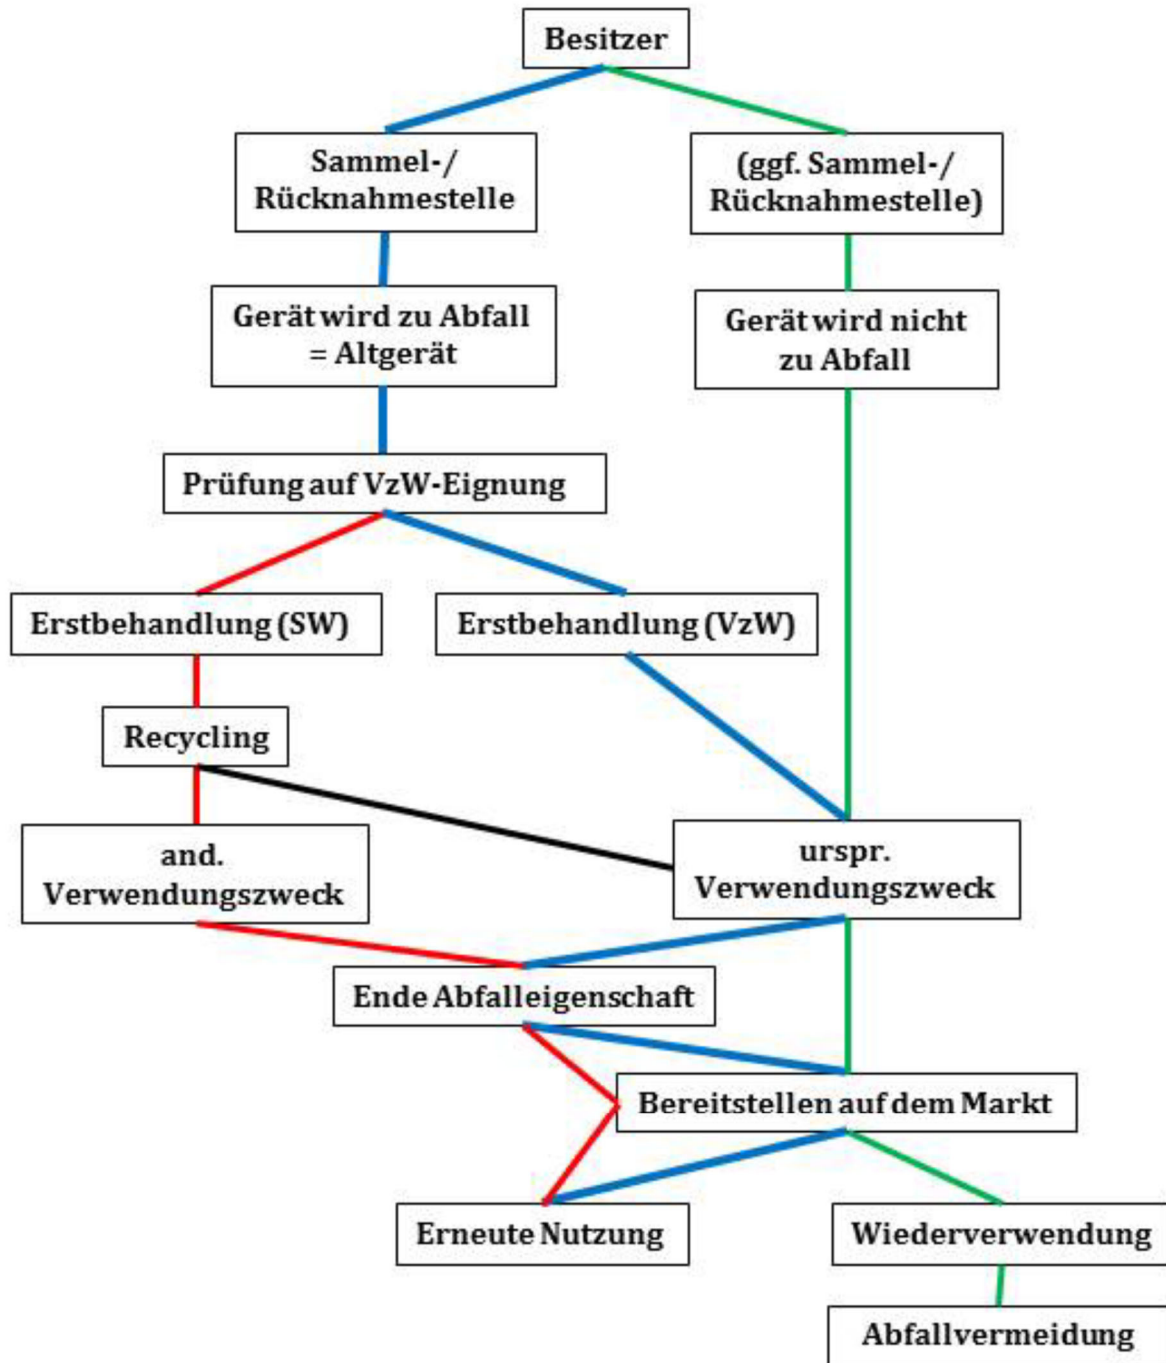 Besitzer
Sammel-/
Rücknahmestelle
(ggf. Sammel-/
Rücknahmestelle)
Gerät wird zu Abfall
= Altgerät
Gerät wird nicht
zu Abfall
Prüfung auf VzW-Eignung
Erstbehandlung (SW)
Erstbehandlung (VzW)
Recycling
and.
Verwendungszweck
urspr.
Verwendungszweck
Ende Abfalleigenschaft
Bereitstellen auf dem Markt
Erneute Nutzung
Wiederverwendung
Abfallvermeidung